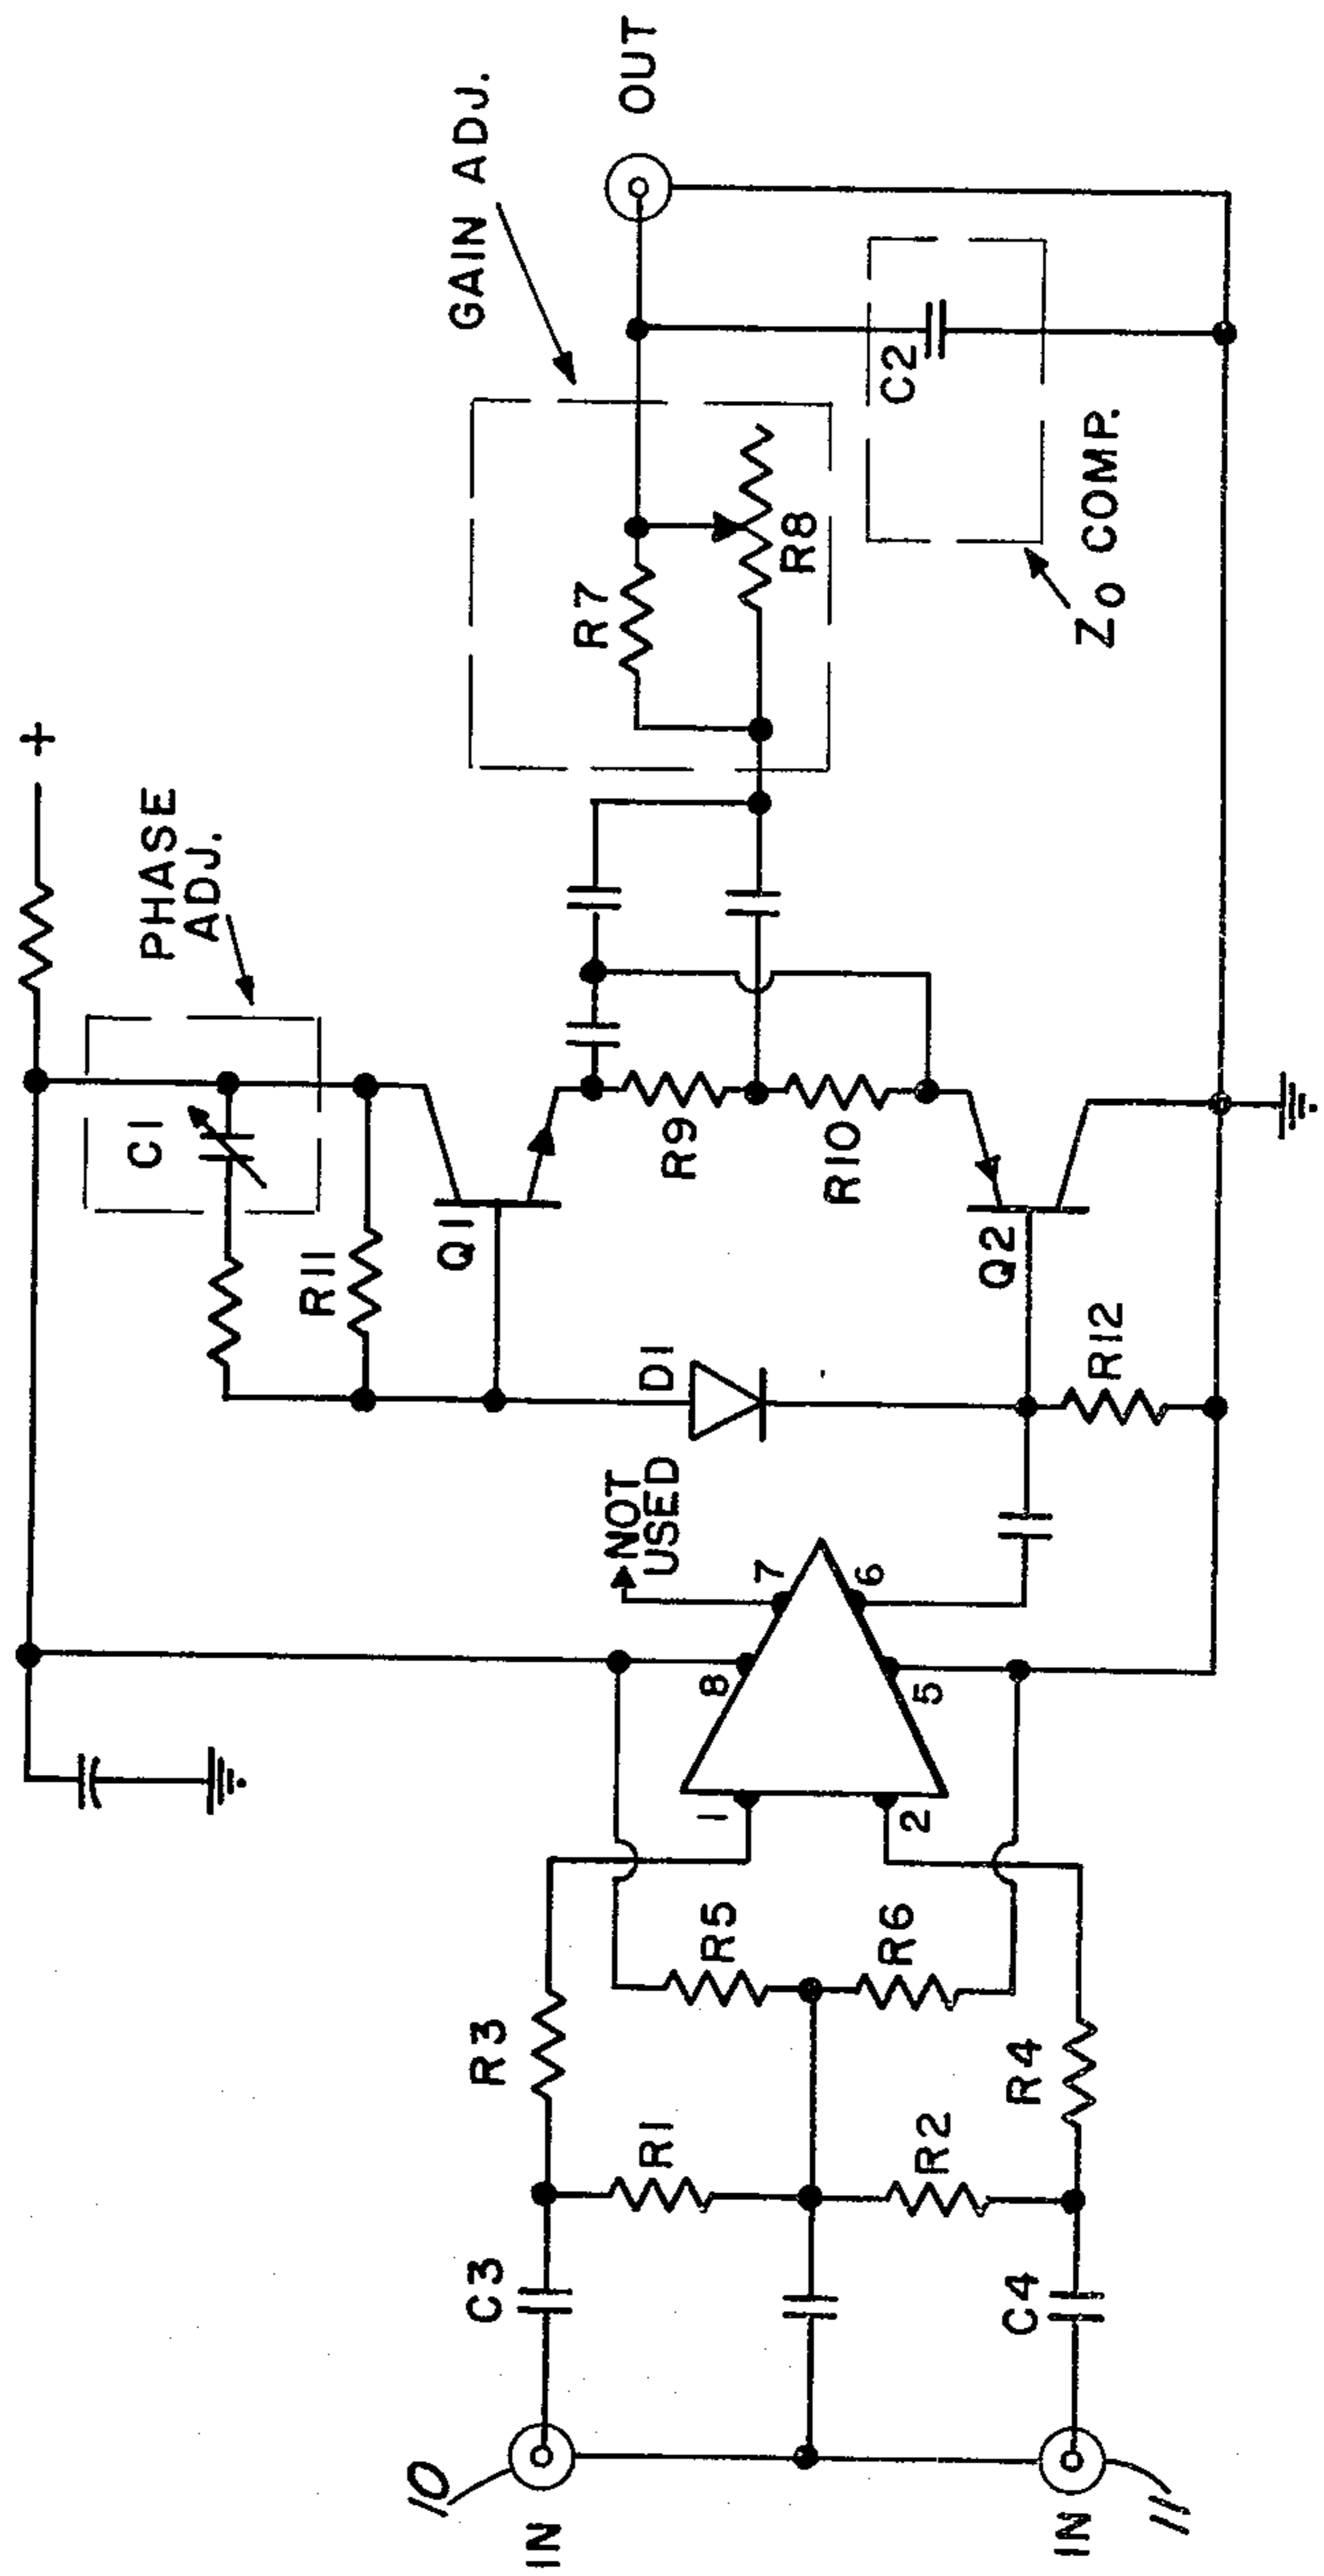 +
PHASE
ADJ.
C1
R11
Q1
GAIN ADJ.
OUT
R7
R8
C2
Z0 COMP.
R9
R10
Q2
D1
R12
NOT
USED
8
7
6
5
1
2
10
IN
C3
R3
R1
R5
R2
R6
C4
R4
IN
11